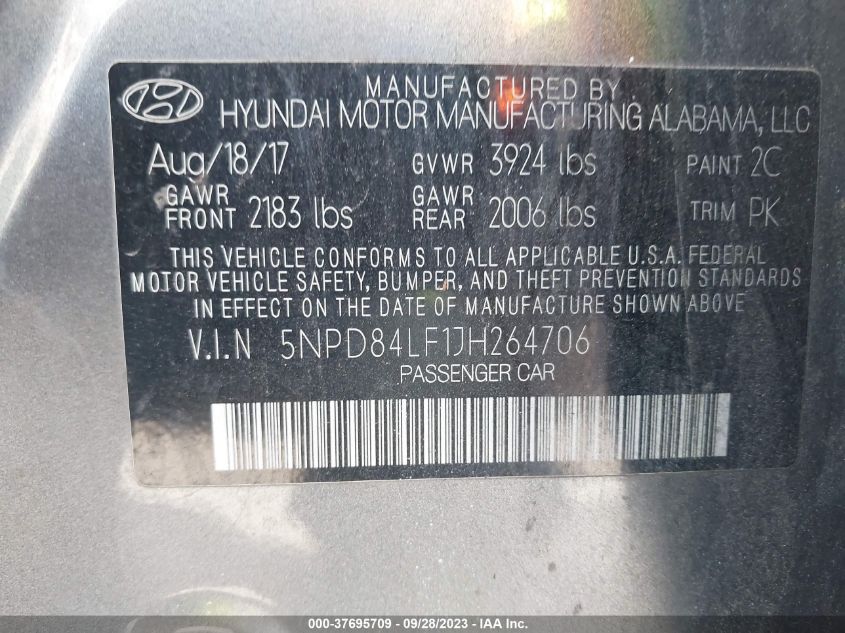 MANUFACTURED BY
HYUNDAI MOTOR MANUFACTURING ALABAMA, LLC
Aug/18/17 GVWR 3924 lbs PAINT 2C
GAWR FRONT 2183 lbs GAWR REAR 2006 lbs TRIM PK
THIS VEHICLE CONFORMS TO ALL APPLICABLE U.S.A. FEDERAL
MOTOR VEHICLE SAFETY, BUMPER, AND THEFT PREVENTION STANDARDS
IN EFFECT ON THE DATE OF MANUFACTURE SHOWN ABOVE
V.I.N 5NPD84LF1JH264706
PASSENGER CAR
000-37695709 - 09/28/2023 - IAA Inc.